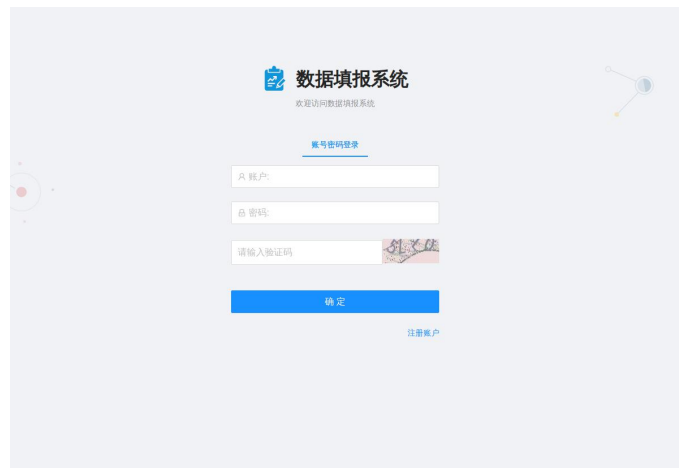 数据填报系统
欢迎访问数据填报系统
账号密码登录
账户:
密码:
请输入验证码
确 定
注册账户